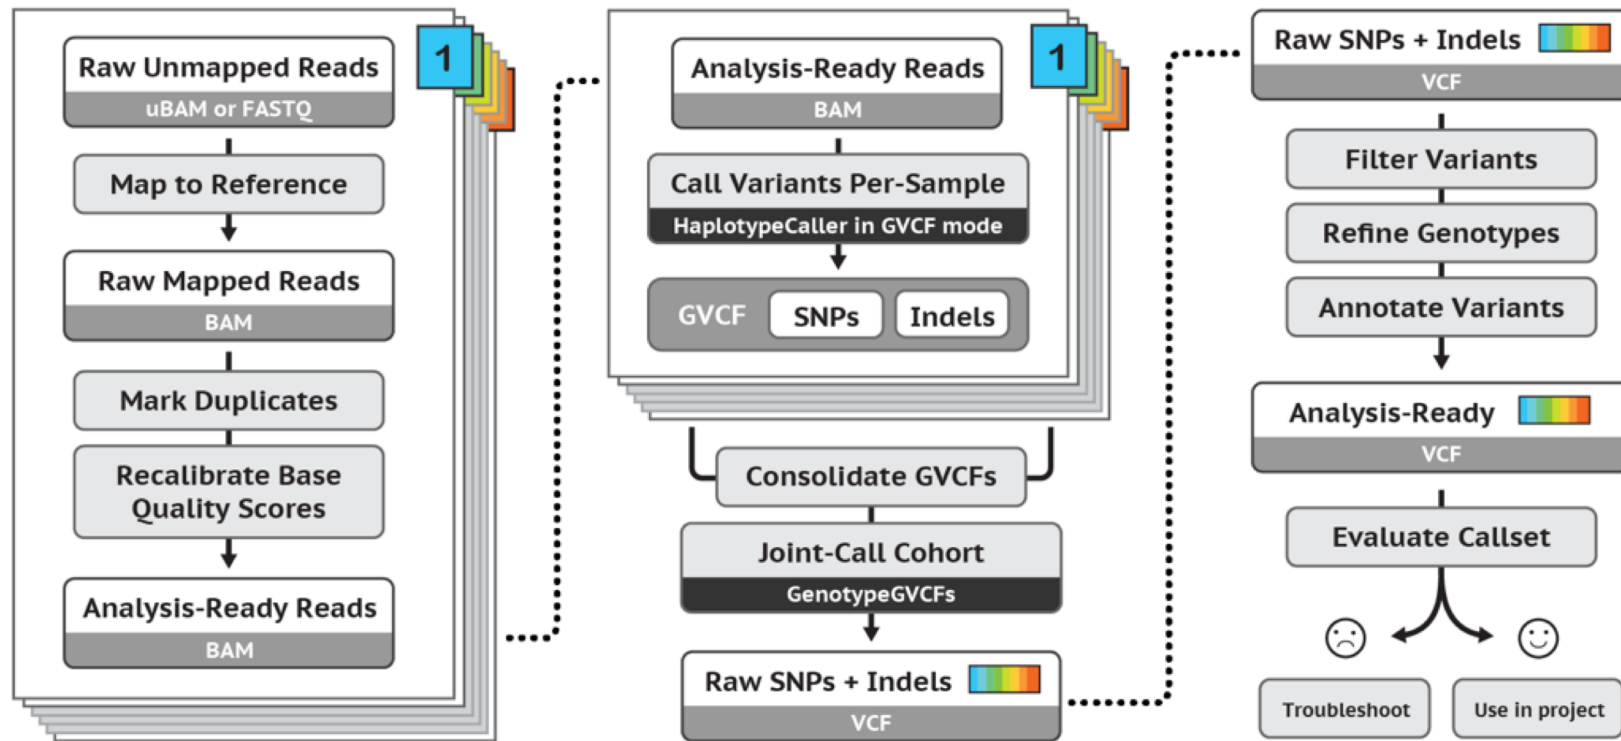 1
Raw Unmapped Reads
uBAM or FASTQ
Map to Reference
Raw Mapped Reads
BAM
Mark Duplicates
Recalibrate Base
Quality Scores
Analysis-Ready Reads
BAM
1
Analysis-Ready Reads
BAM
Call Variants Per-Sample
HaplotypeCaller in GVCF mode
GVCF SNPs Indels
Consolidate GVCFs
Joint-Call Cohort
GenotypeGVCFs
Raw SNPs + Indels
VCF
Raw SNPs + Indels
VCF
Filter Variants
Refine Genotypes
Annotate Variants
Analysis-Ready
VCF
Evaluate Callset
Troubleshoot Use in project